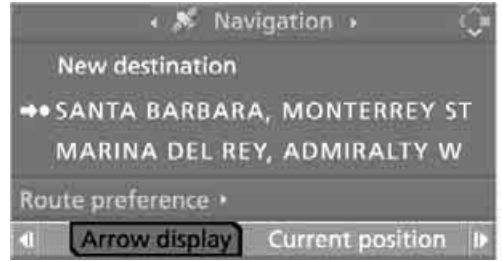 Navigation
New destination
SANTA BARBARA, MONTERREY ST
MARINA DEL REY, ADMIRALTY W
Route preference
Arrow display Current position